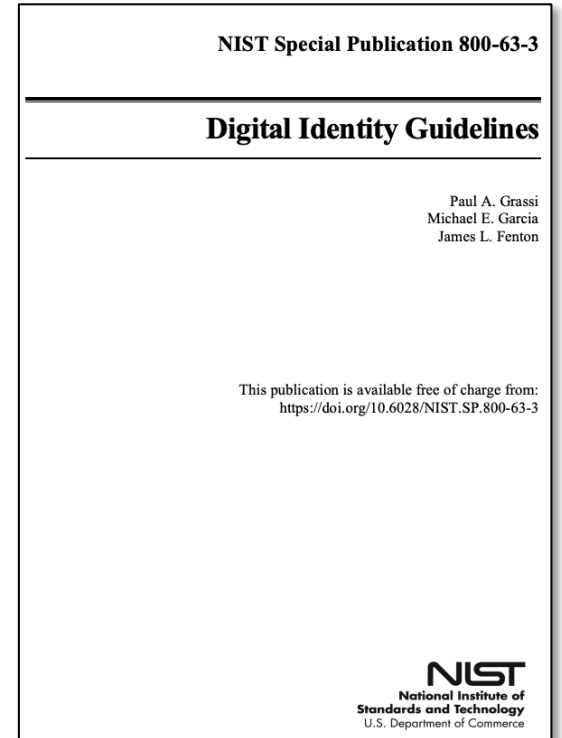 NIST Special Publication 800-63-3
Digital Identity Guidelines
Paul A. Grassi
Michael E. Garcia
James L. Fenton
This publication is available free of charge from:
https://doi.org/10.6028/NIST.SP.800-63-3
NIST
National Institute of
Standards and Technology
U.S. Department of Commerce